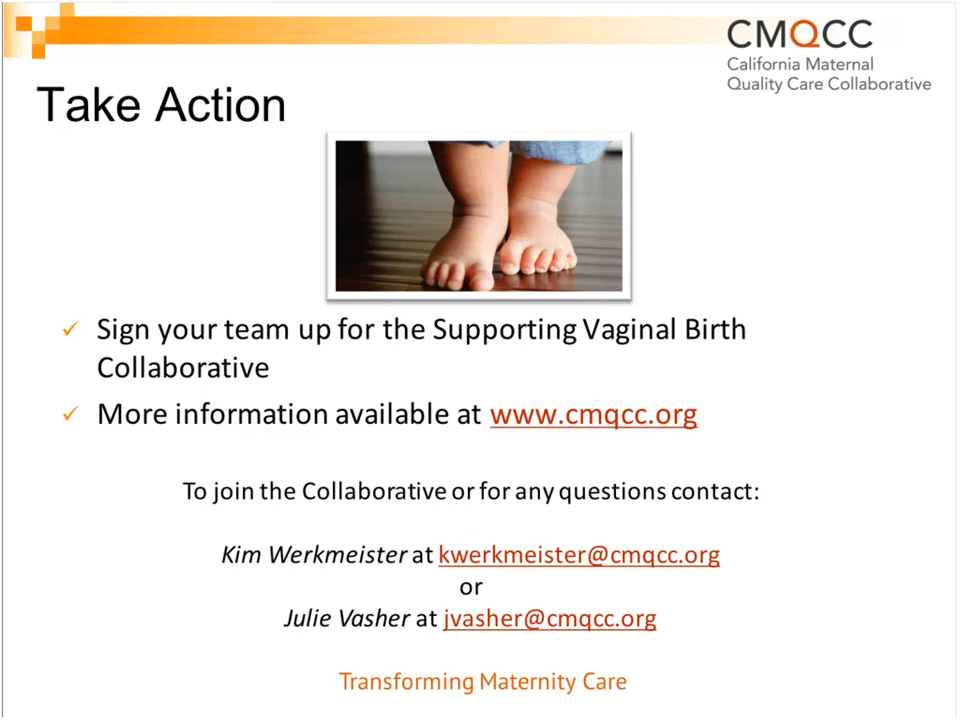 CMQCC
California Maternal
Quality Care Collaborative
Take Action
Sign your team up for the Supporting Vaginal Birth
Collaborative
More information available at www.cmqcc.org
To join the Collaborative or for any questions contact:
Kim Werkmeister at kwerkmeister@cmqcc.org
or
Julie Vasher at jvasher@cmqcc.org
Transforming Maternity Care